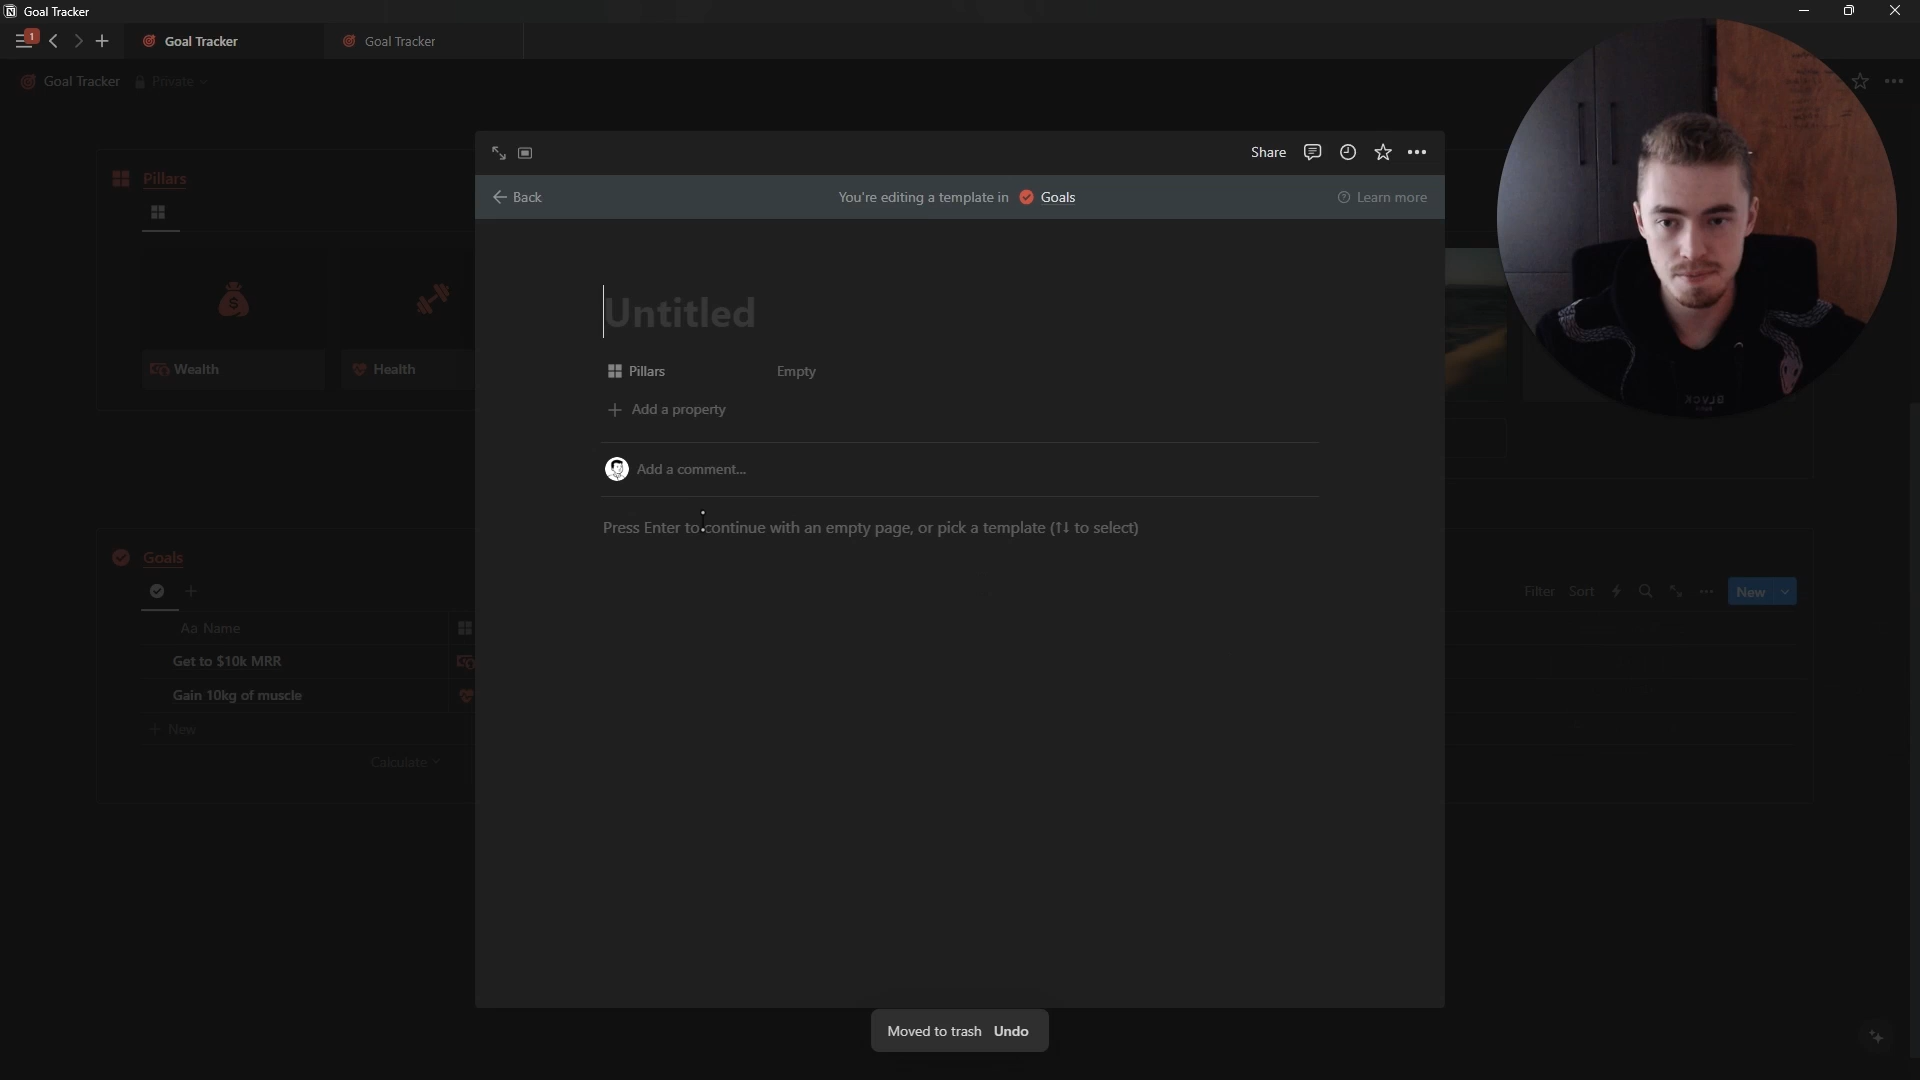 Goal Tracker
1
Goal Tracker
Goal Tracker
Goal Tracker
Private
Share
Back
You're editing a template in Goals
Learn more
Pillars
Untitled
Wealth
Health
Pillars
Empty
Add a property
Add a comment...
Press Enter to continue with an empty page, or pick a template (↑↓ to select)
Goals
Filter
Sort
New
Aa Name
Get to $10k MRR
Gain 10kg of muscle
New
Calculate
Moved to trash Undo